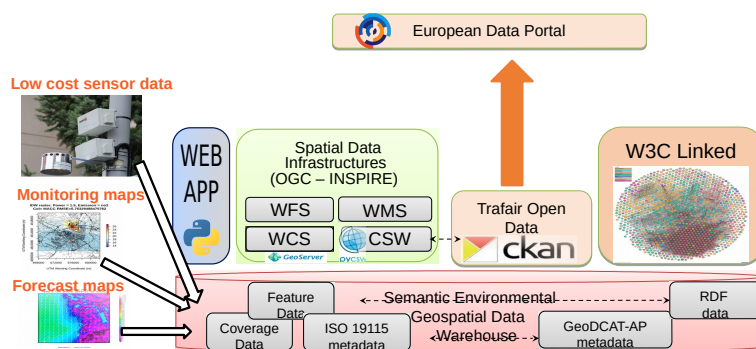 European Data Portal
Low cost sensor data
Monitoring maps
Forecast maps
WEB
APP
Spatial Data
Infrastructures
(OGC – INSPIRE)
WFS
WMS
WCS
CSW
GeoServer
Trafair Open
Data
ckan
W3C Linked
Semantic Environmental
Geospatial Data
Warehouse
Feature
Data
Coverage
Data
ISO 19115
metadata
GeoDCAT-AP
metadata
RDF
data